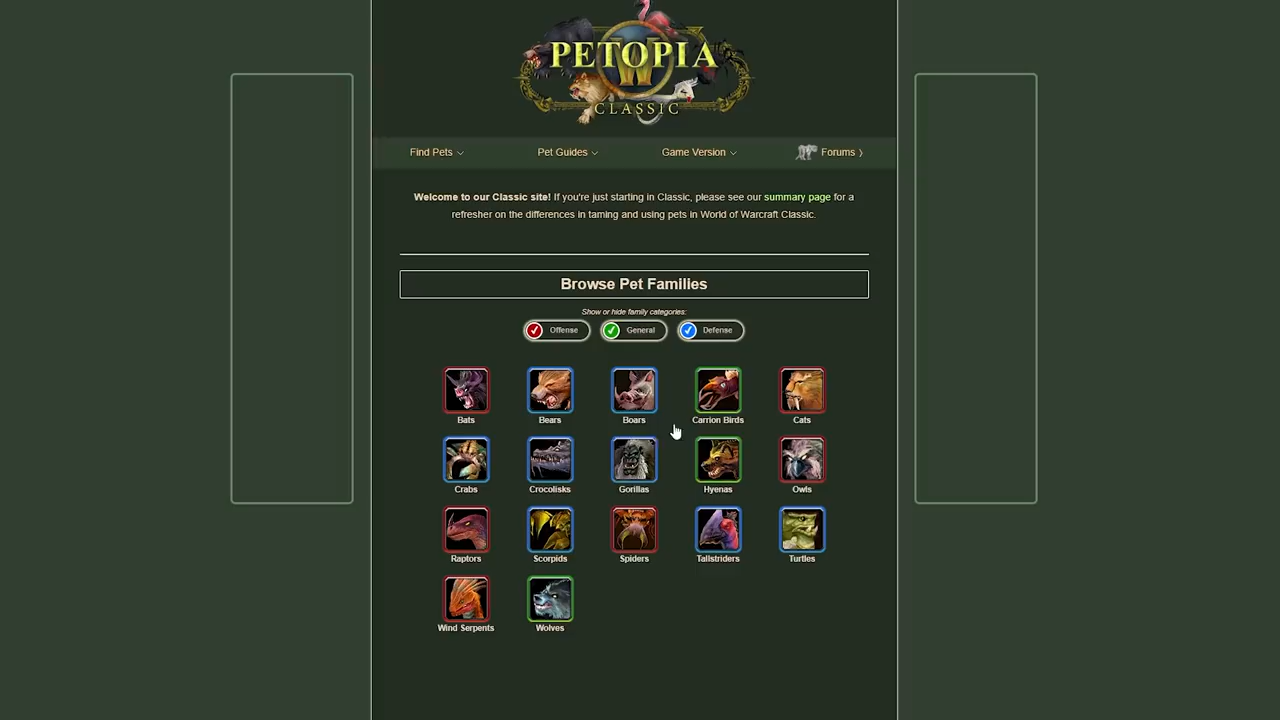 PETOPIA
CLASSIC
Find Pets Pet Guides Game Version Forums
Welcome to our Classic site! If you're just starting in Classic, please see our summary page for a
refresher on the differences in taming and using pets in World of Warcraft Classic.
Browse Pet Families
Show or hide family categories:
Offense General Defense
Bats Bears Boars Carrion Birds Cats
Crabs Crocolisks Gorillas Hyenas Owls
Raptors Scorpids Spiders Tallstriders Turtles
Wind Serpents Wolves